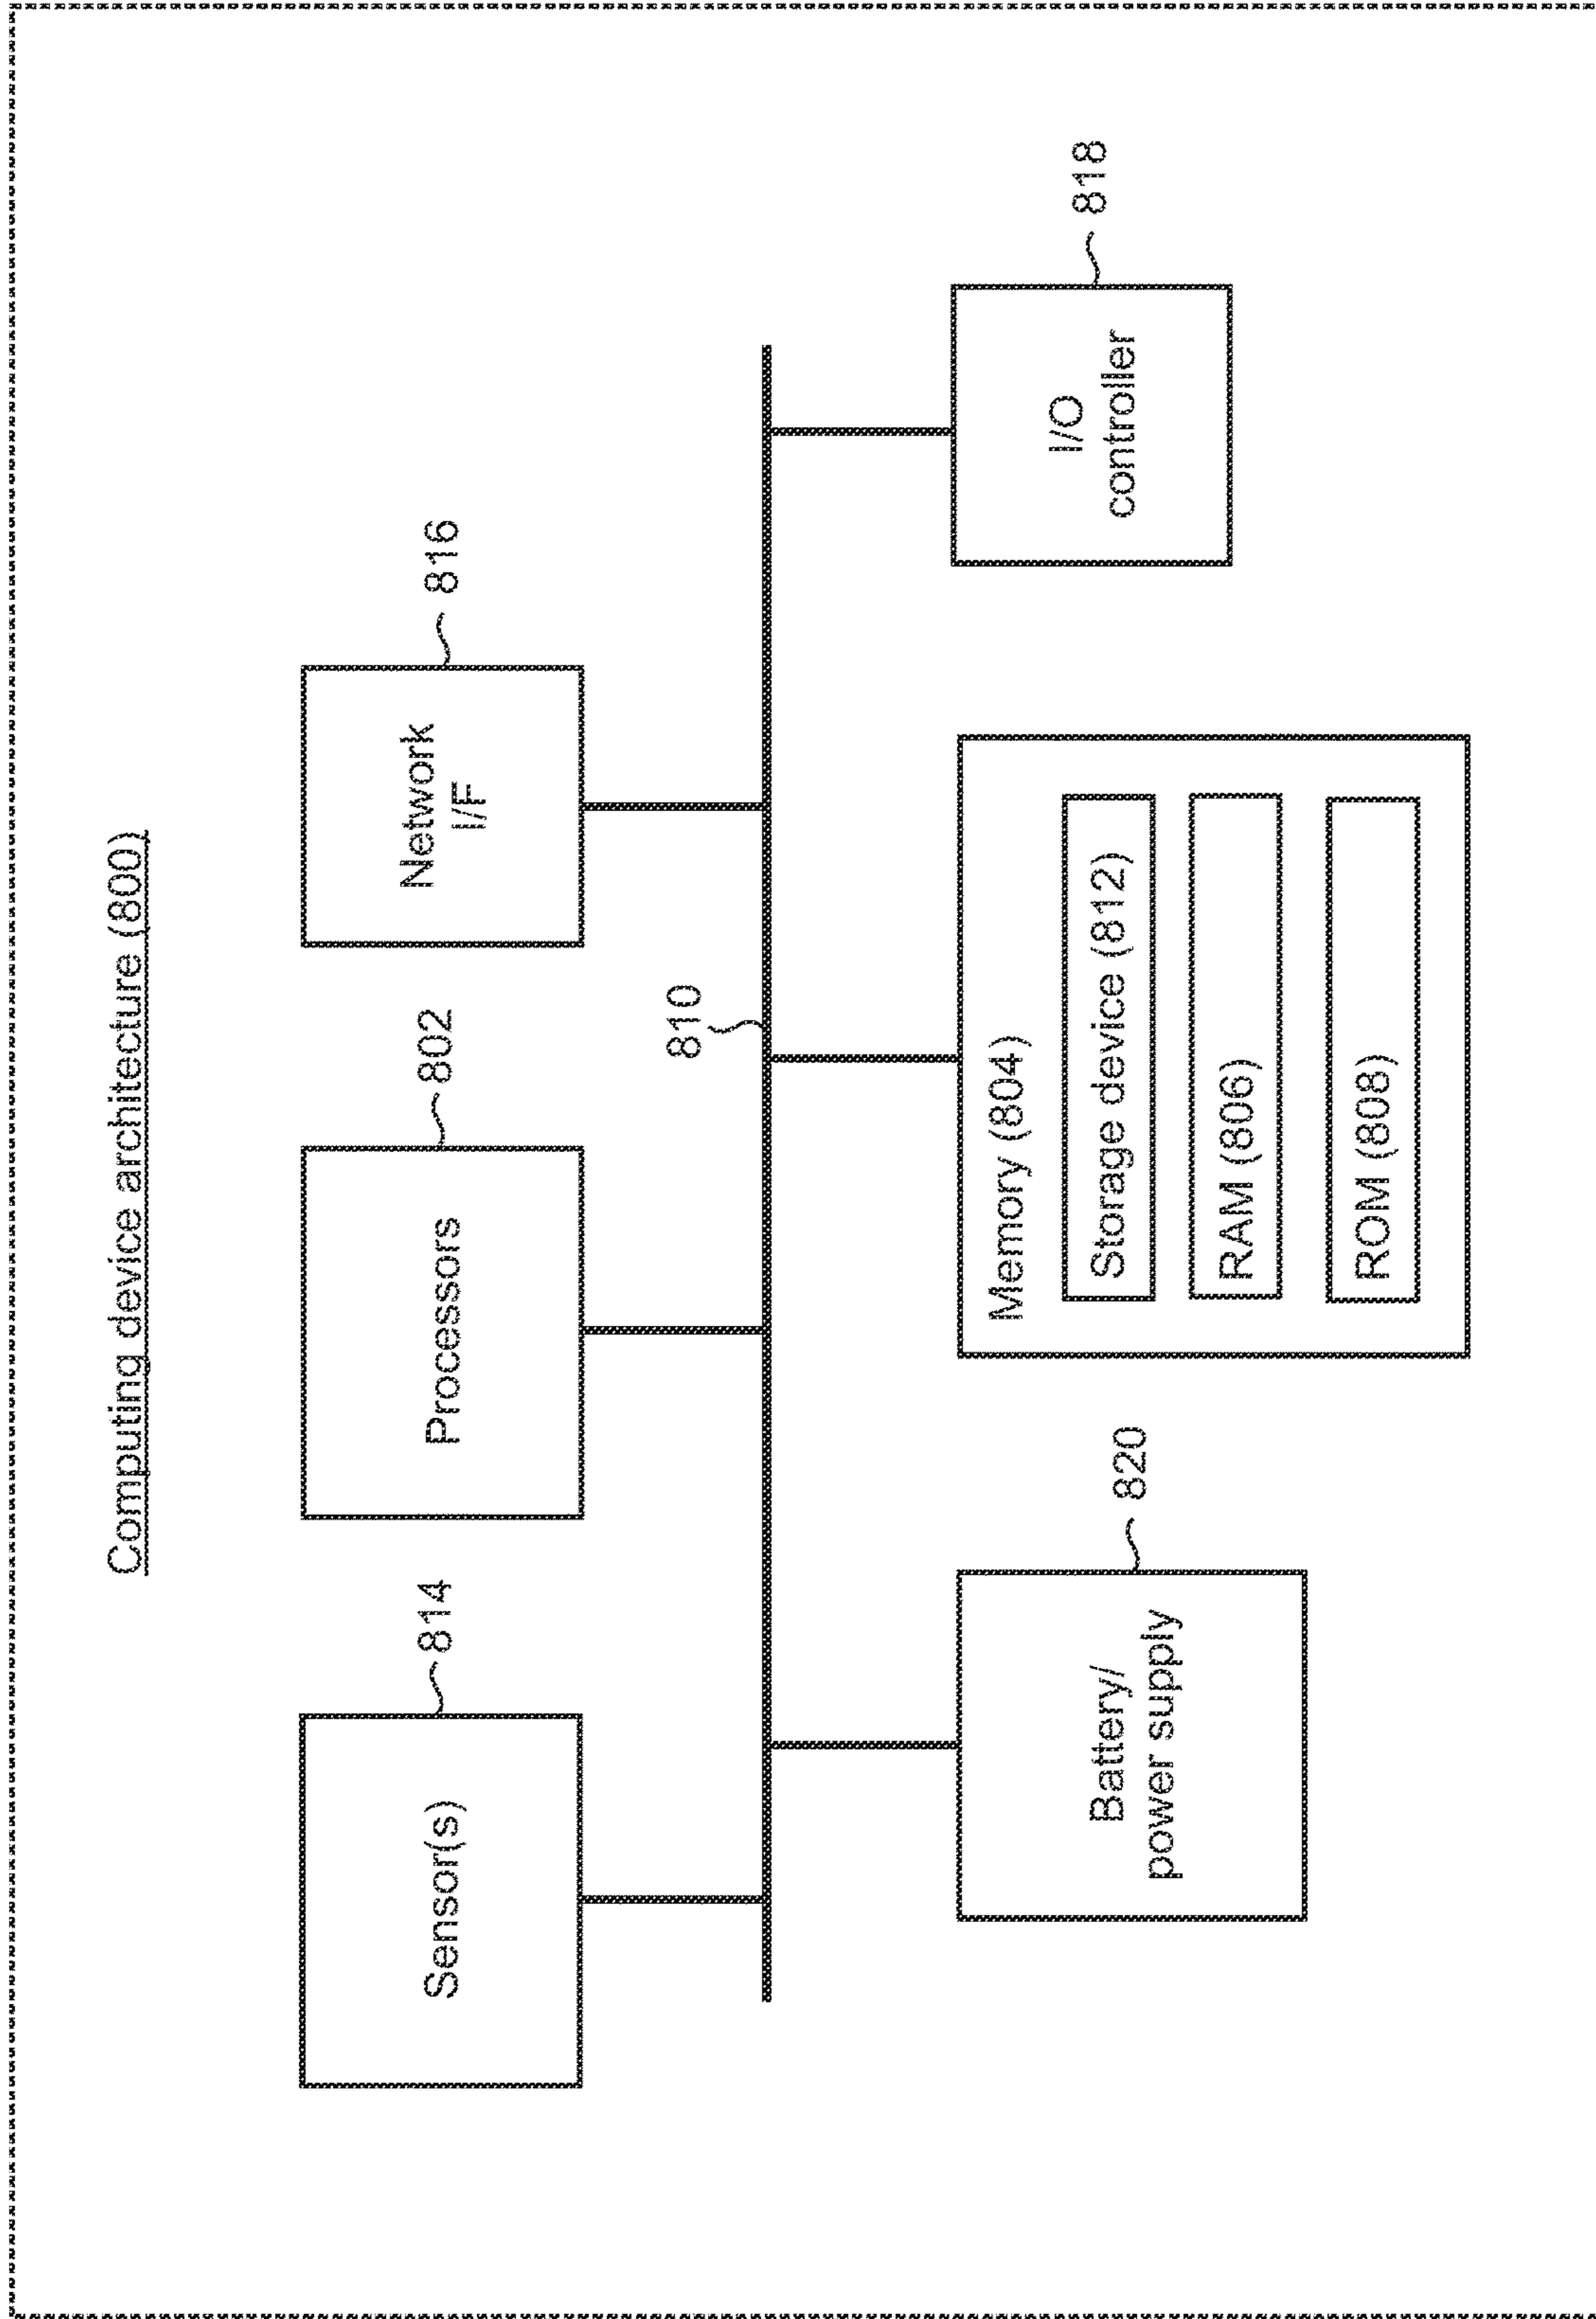 Computing device architecture (800)
814
802
816
Sensor(s)
Processors
Network
I/F
810
820
818
Battery/
power supply
Memory (804)
Storage device (812)
RAM (806)
ROM (808)
I/O
controller